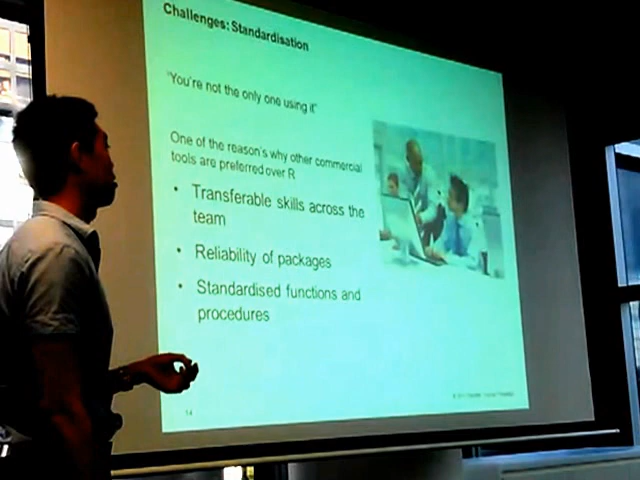 Challenges: Standardisation
"You're not the only one using it"
One of the reason's why other commercial
tools are preferred over R
• Transferable skills across the
team
• Reliability of packages
• Standardised functions and
procedures
14